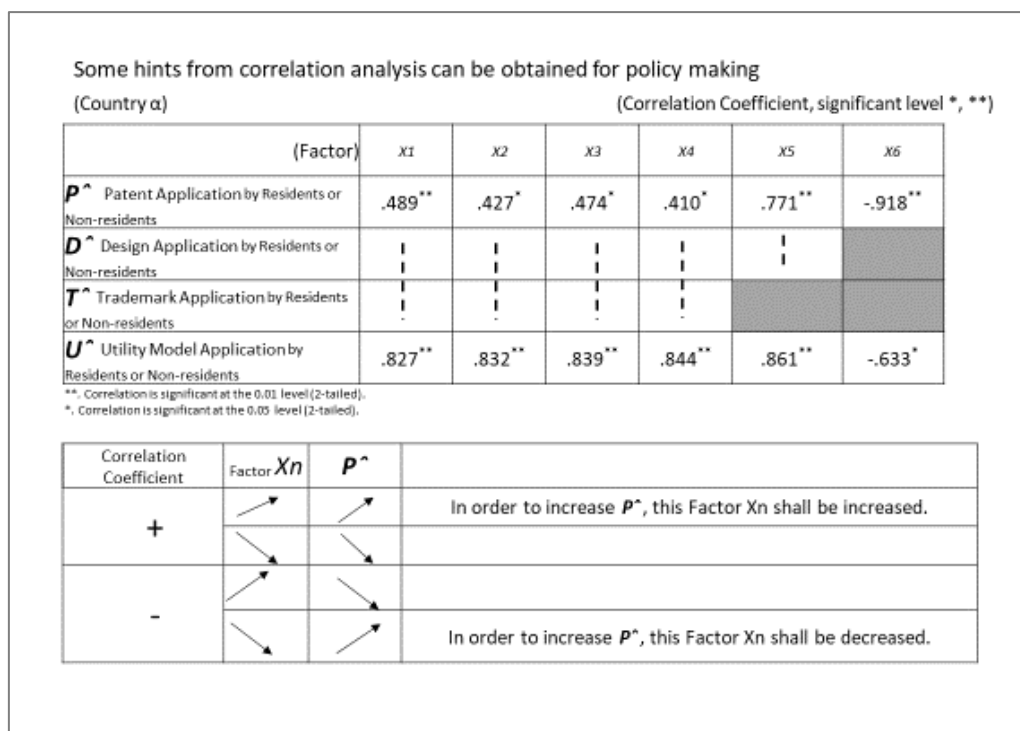 Some hints from correlation analysis can be obtained for policy making
(Country α) (Correlation Coefficient, significant level *, **)
(Factor) X1 X2 X3 X4 X5 X6
P^ Patent Application by Residents or
Non-residents
.489** .427* .474* .410* .771** -.918**
D^ Design Application by Residents or
Non-residents
T^ Trademark Application by Residents
or Non-residents
U^ Utility Model Application by
Residents or Non-residents
.827** .832** .839** .844** .861** -.633*
**. Correlation is significant at the 0.01 level (2-tailed).
*. Correlation is significant at the 0.05 level (2-tailed).
Correlation
Coefficient
Factor Xn P^
+ In order to increase P^, this Factor Xn shall be increased.
- In order to increase P^, this Factor Xn shall be decreased.